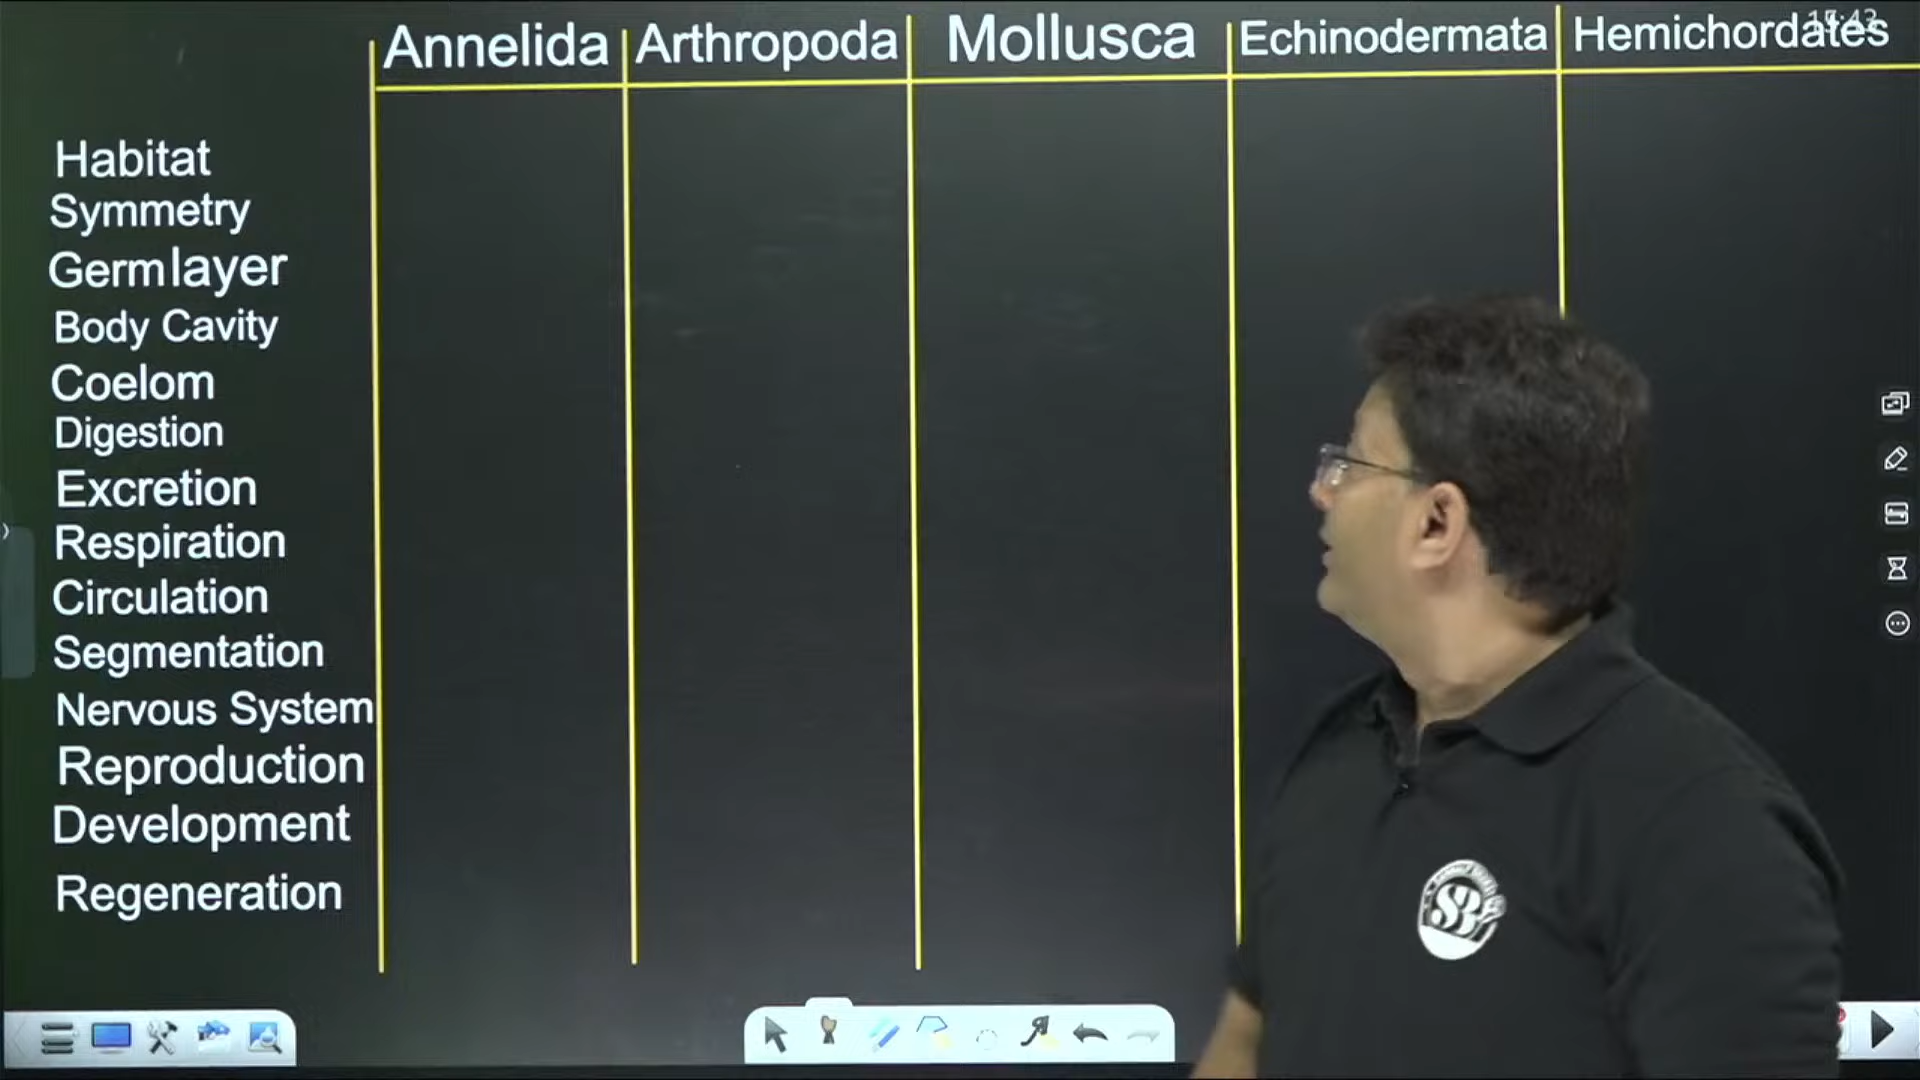 Annelida Arthropoda Mollusca Echinodermata Hemichordates
Habitat
Symmetry
Germ layer
Body Cavity
Coelom
Digestion
Excretion
Respiration
Circulation
Segmentation
Nervous System
Reproduction
Development
Regeneration
SB